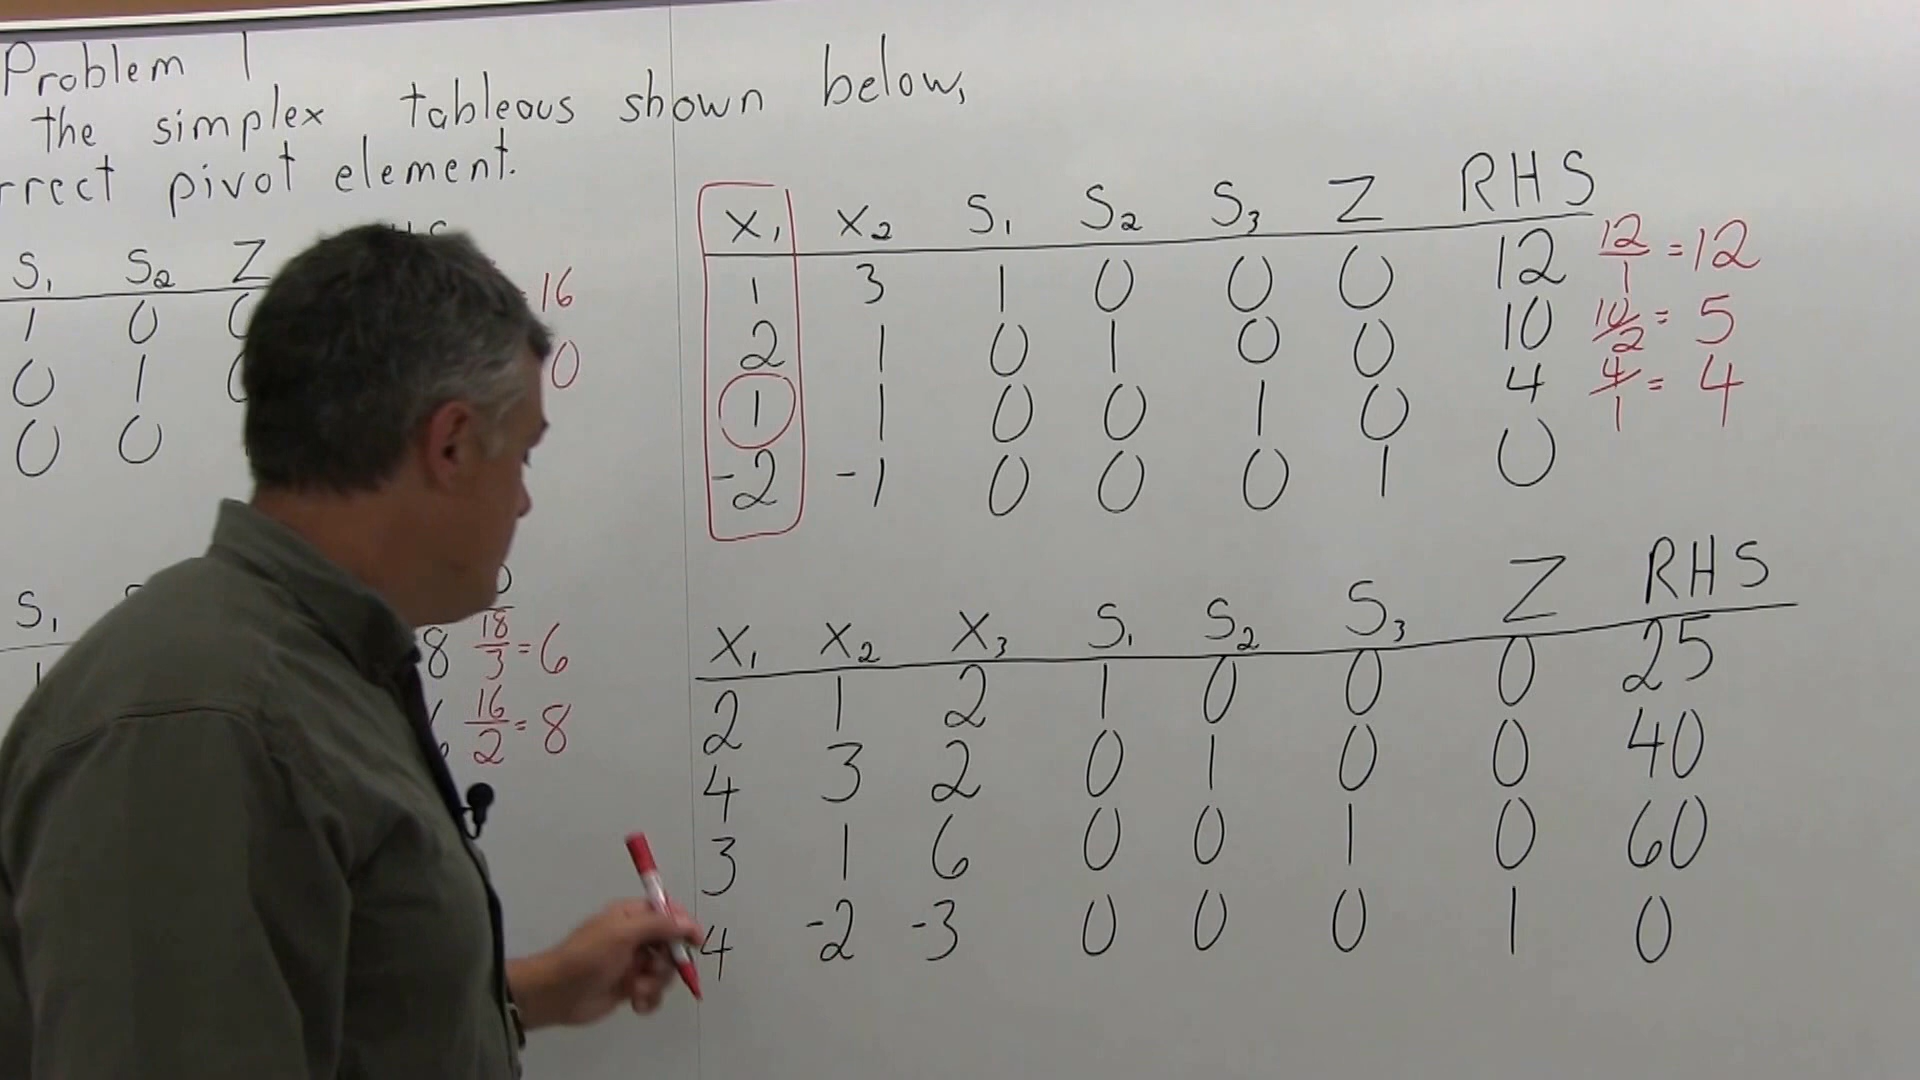 Problem 1
the simplex tableous shown below,
rrect pivot element.
S₁ S₂ Z
1 0 = 16
0 1 0
0 0
S₁
8 18/3 = 6
16/2 = 8
X₁ X₂ S₁ S₂ S₃ Z RHS
1 3 1 0 0 0 12 12/1 = 12
2 1 0 1 0 0 10 10/2 = 5
1 1 0 0 1 0 4 4/1 = 4
-2 -1 0 0 0 1 0
X₁ X₂ X₃ S₁ S₂ S₃ Z RHS
2 1 2 1 0 0 0 25
4 3 2 0 1 0 0 40
3 1 6 0 0 1 0 60
4 -2 -3 0 0 0 1 0